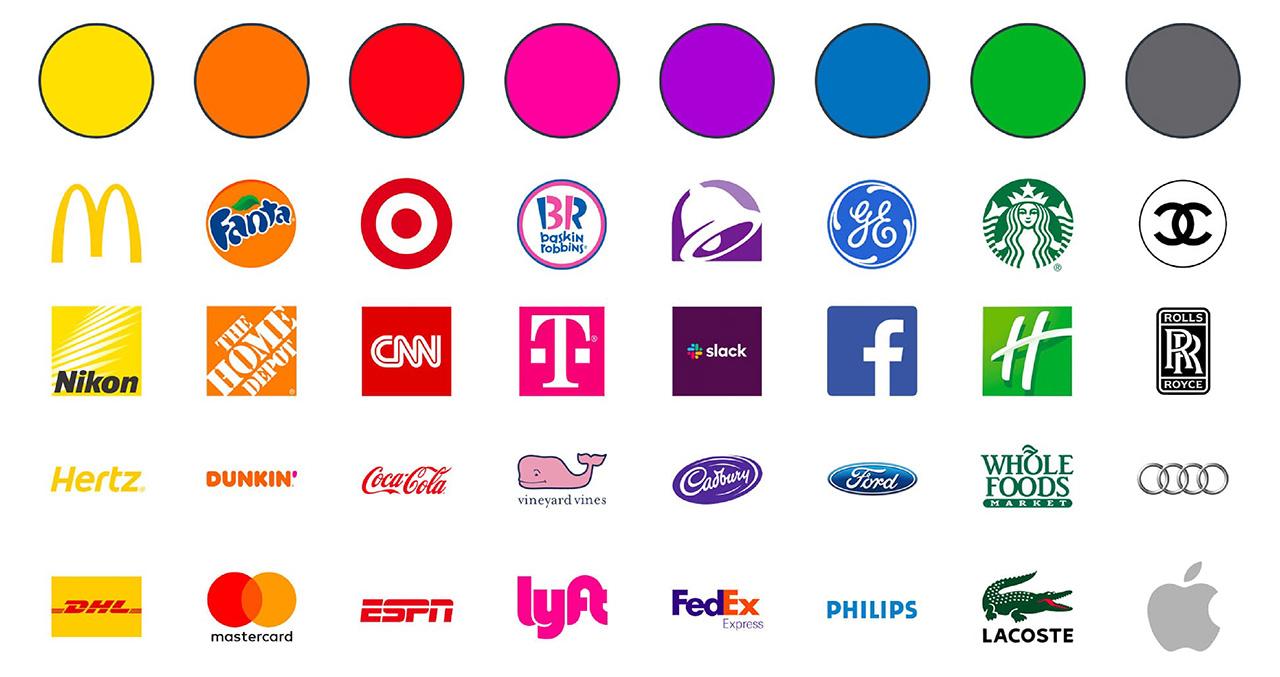 M
Fanta
BR
baskin
robbins®
GE
®
Nikon
THE
HOME
DEPOT
®
CNN
T
®
slack
f
H
ROLLS
RR
ROYCE
Hertz®
DUNKIN'
Coca-Cola
vineyard vines
Cadbury
Ford
WHOLE
FOODS
MARKET
DHL
mastercard
ESPN
lyft
FedEx
Express
PHILIPS
LACOSTE